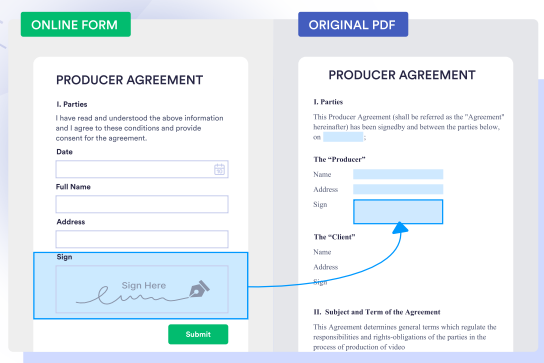 ONLINE FORM
PRODUCER AGREEMENT
I. Parties
I have read and understood the above information
and I agree to these conditions and provide
consent for the agreement.
Date
Full Name
Address
Sign
Sign Here
Submit
ORIGINAL PDF
PRODUCER AGREEMENT
I. Parties
This Producer Agreement (shall be referred as the "Agreement"
hereinafter) has been signedby and between the parties below,
on ;
The “Producer”
Name
Address
Sign
The “Client”
Name
Address
Sign
II. Subject and Term of the Agreement
This Agreement determines general terms which regulate the
responsibilities and rights-obligations of the parties in the
process of production of video